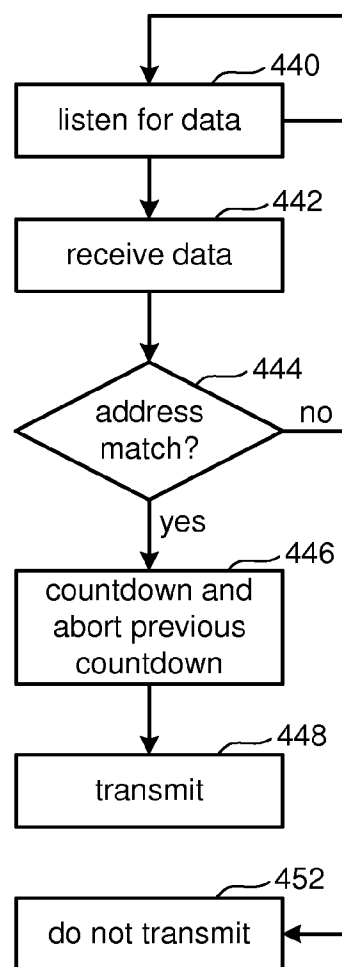 440
listen for data
442
receive data
444
address
match?
no
yes
446
countdown and
abort previous
countdown
448
transmit
452
do not transmit